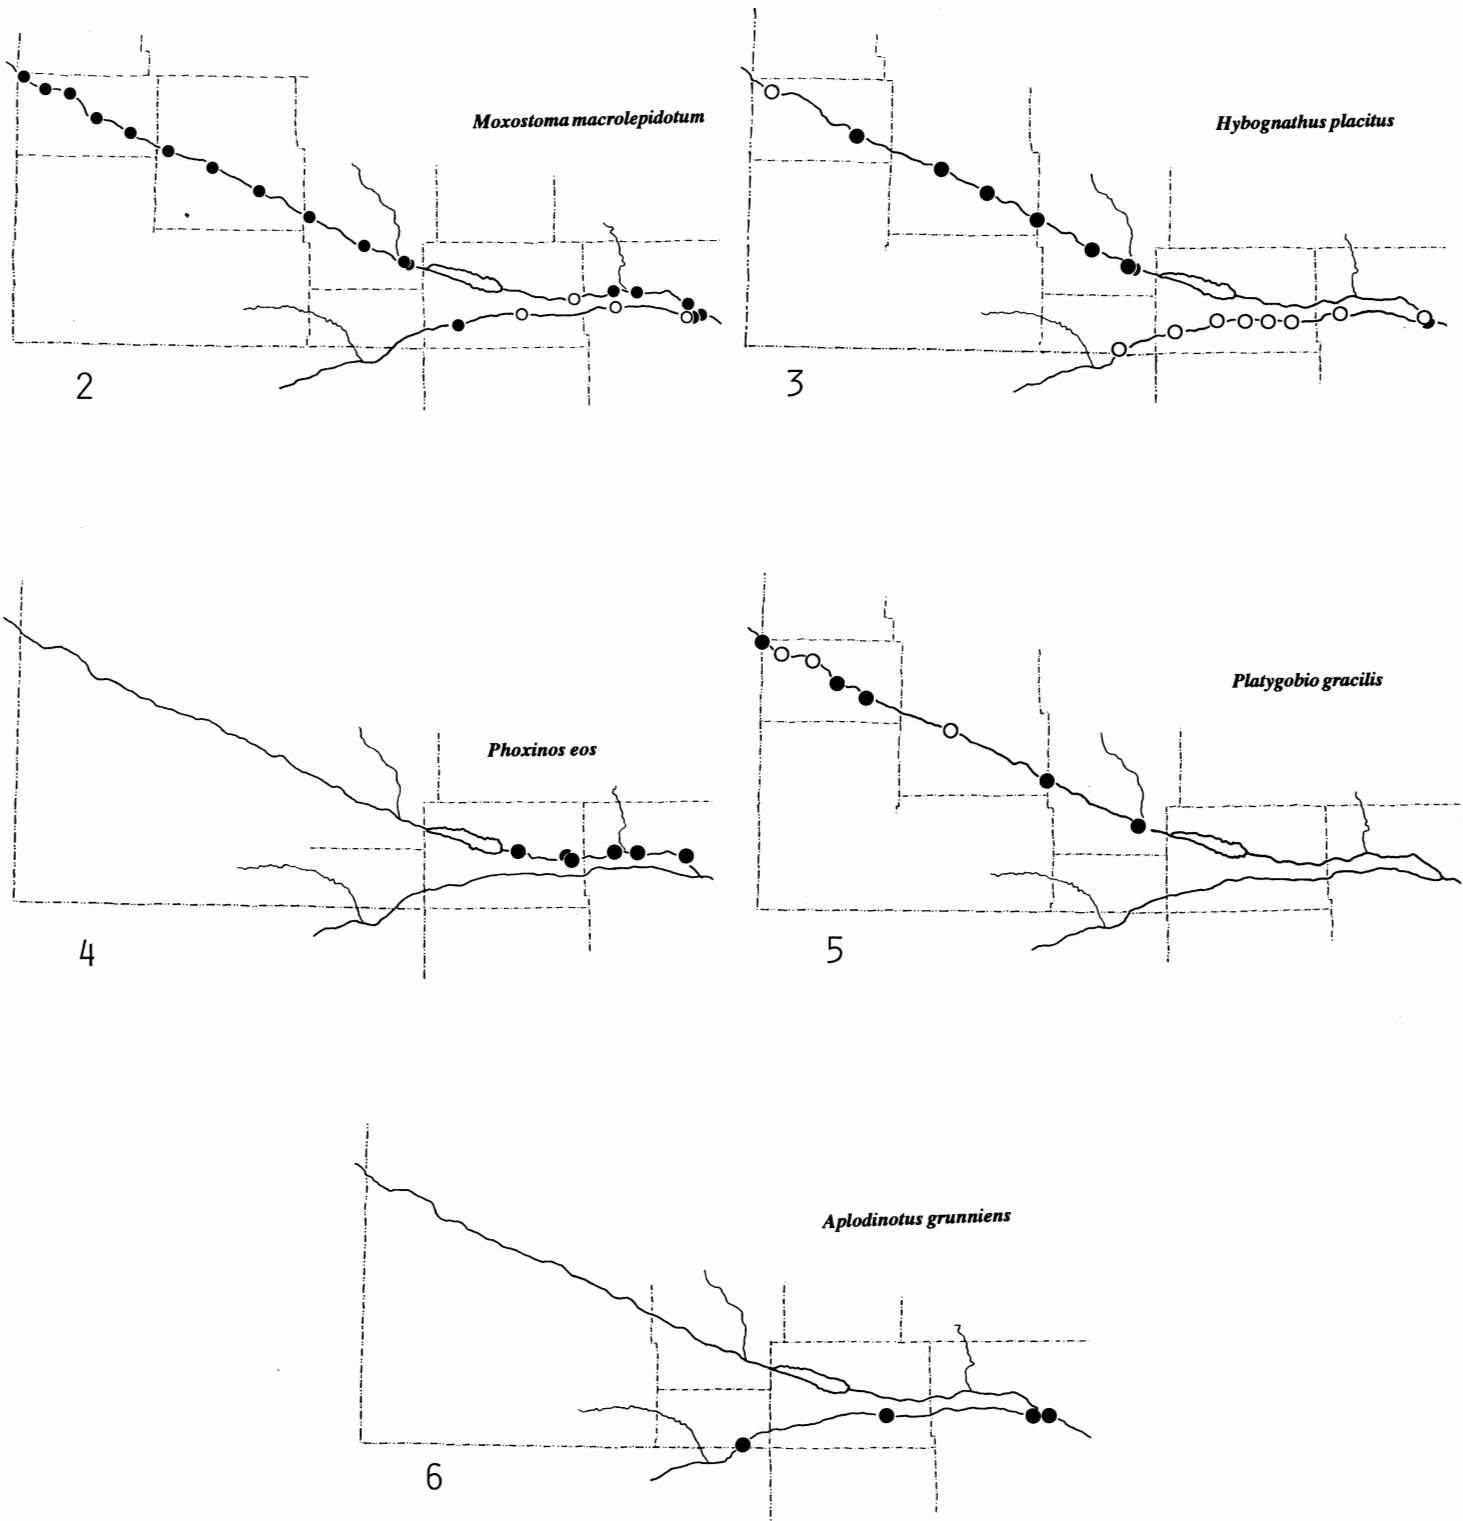 Moxostoma macrolepidotum
2
Hybognathus placitus
3
Phoxinos eos
4
Platygobio gracilis
5
Aplodinotus grunniens
6